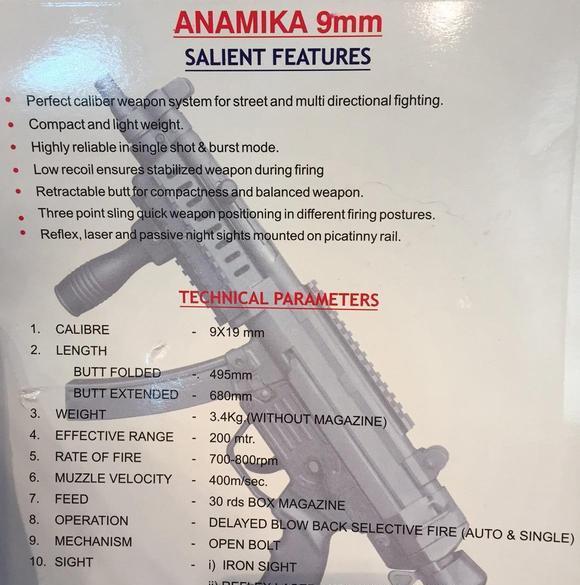 ANAMIKA 9mm
SALIENT FEATURES
• Perfect caliber weapon system for street and multi directional fighting.
• Compact and light weight.
• Highly reliable in single shot & burst mode.
• Low recoil ensures stabilized weapon during firing
• Retractable butt for compactness and balanced weapon.
• Three point sling quick weapon positioning in different firing postures.
• Reflex, laser and passive night sights mounted on picatinny rail.
TECHNICAL PARAMETERS
1. CALIBRE - 9X19 mm
2. LENGTH
BUTT FOLDED - 495mm
BUTT EXTENDED - 680mm
3. WEIGHT - 3.4Kg.(WITHOUT MAGAZINE)
4. EFFECTIVE RANGE - 200 mtr.
5. RATE OF FIRE - 700-800rpm
6. MUZZLE VELOCITY - 400m/sec.
7. FEED - 30 rds BOX MAGAZINE
8. OPERATION - DELAYED BLOW BACK SELECTIVE FIRE (AUTO & SINGLE)
9. MECHANISM - OPEN BOLT
10. SIGHT - i) IRON SIGHT